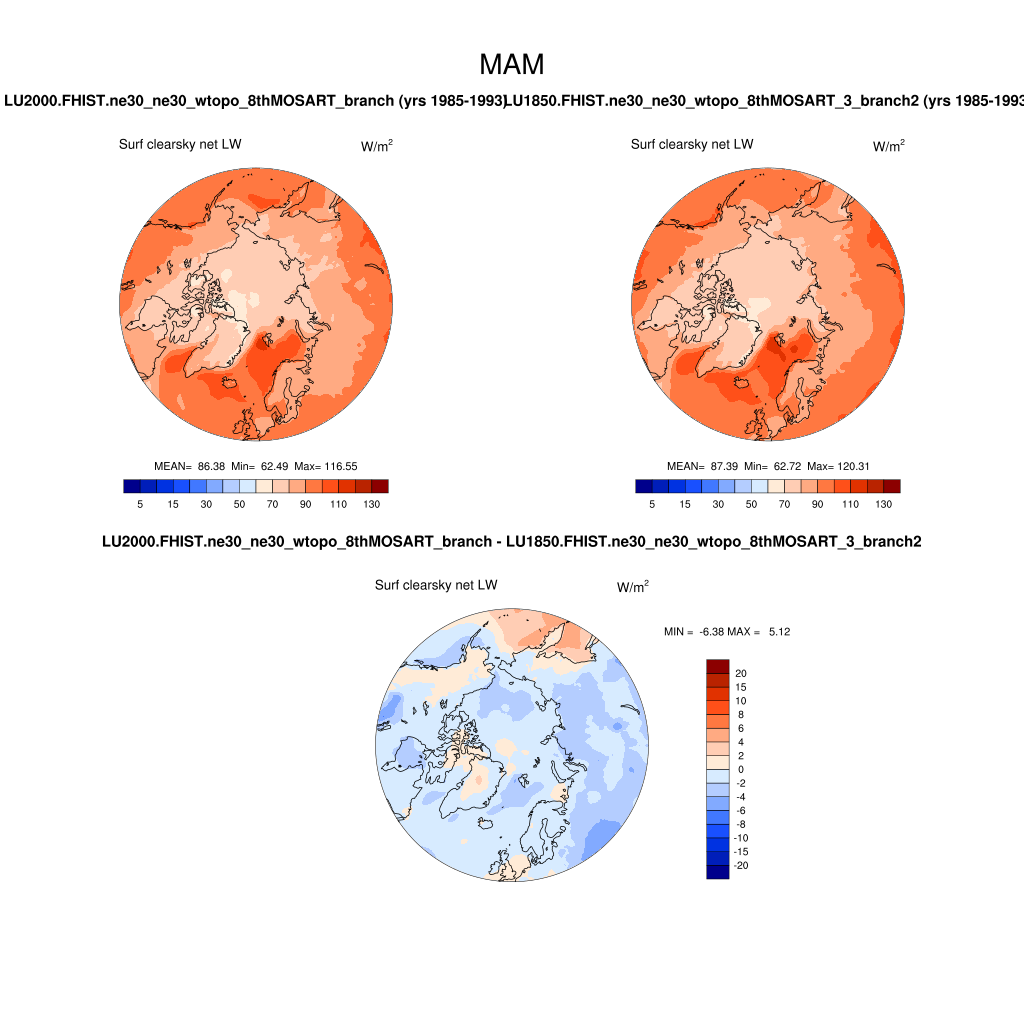 MAM
LU2000.FHIST.ne30_ne30_wtopo_8thMOSART_branch (yrs 1985-1993)
LU1850.FHIST.ne30_ne30_wtopo_8thMOSART_3_branch2 (yrs 1985-1993
Surf clearsky net LW W/m²
Surf clearsky net LW W/m²
MEAN= 86.38 Min= 62.49 Max= 116.55
MEAN= 87.39 Min= 62.72 Max= 120.31
5 15 30 50 70 90 110 130
5 15 30 50 70 90 110 130
LU2000.FHIST.ne30_ne30_wtopo_8thMOSART_branch - LU1850.FHIST.ne30_ne30_wtopo_8thMOSART_3_branch2
Surf clearsky net LW W/m²
MIN = -6.38 MAX = 5.12
20
15
10
8
6
4
2
0
-2
-4
-6
-8
-10
-15
-20